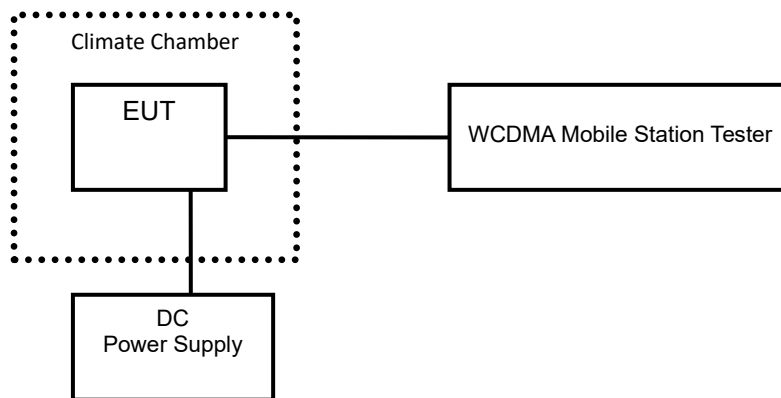 Climate Chamber
EUT
WCDMA Mobile Station Tester
DC
Power Supply